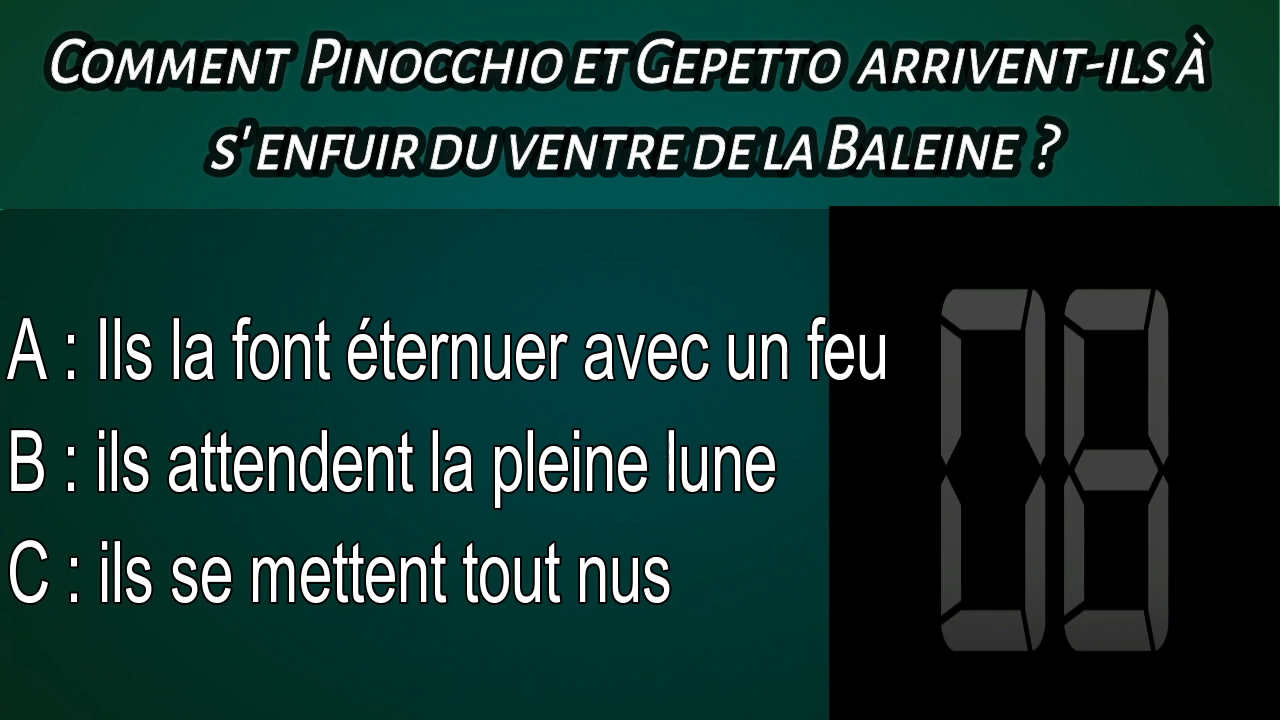 Comment Pinocchio et Gepetto arrivent-ils à
s'enfuir du ventre de la Baleine ?
A : Ils la font éternuer avec un feu
08
B : ils attendent la pleine lune
C : ils se mettent tout nus